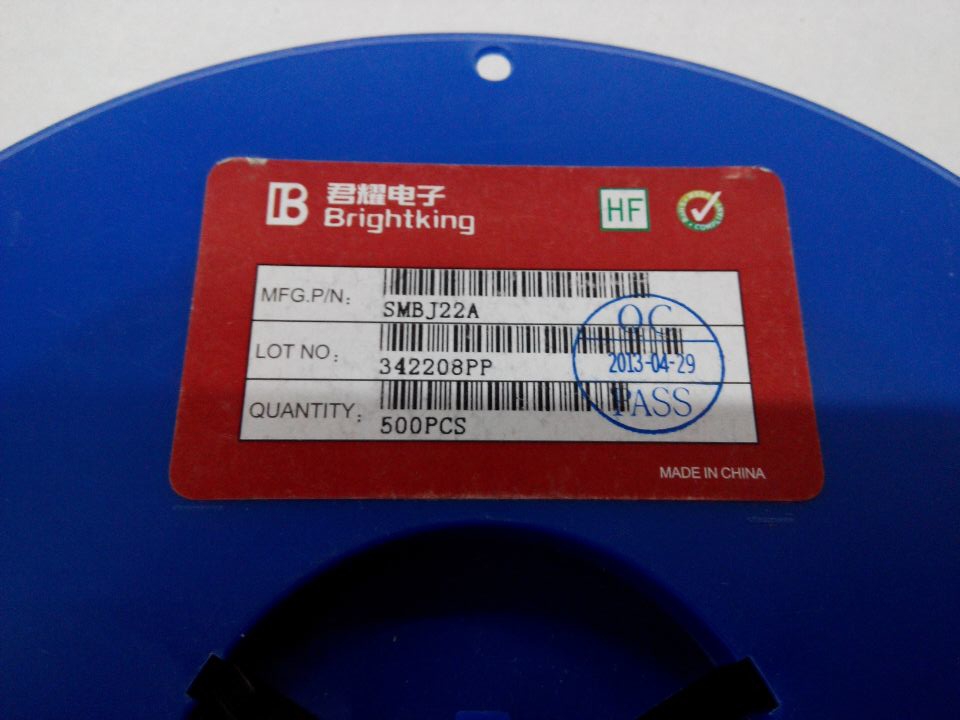 君耀电子
Brightking
HF
MFG.P/N:
SMBJ22A
LOT NO:
342208PP
QUANTITY:
500PCS
QC
2013-04-29
PASS
MADE IN CHINA